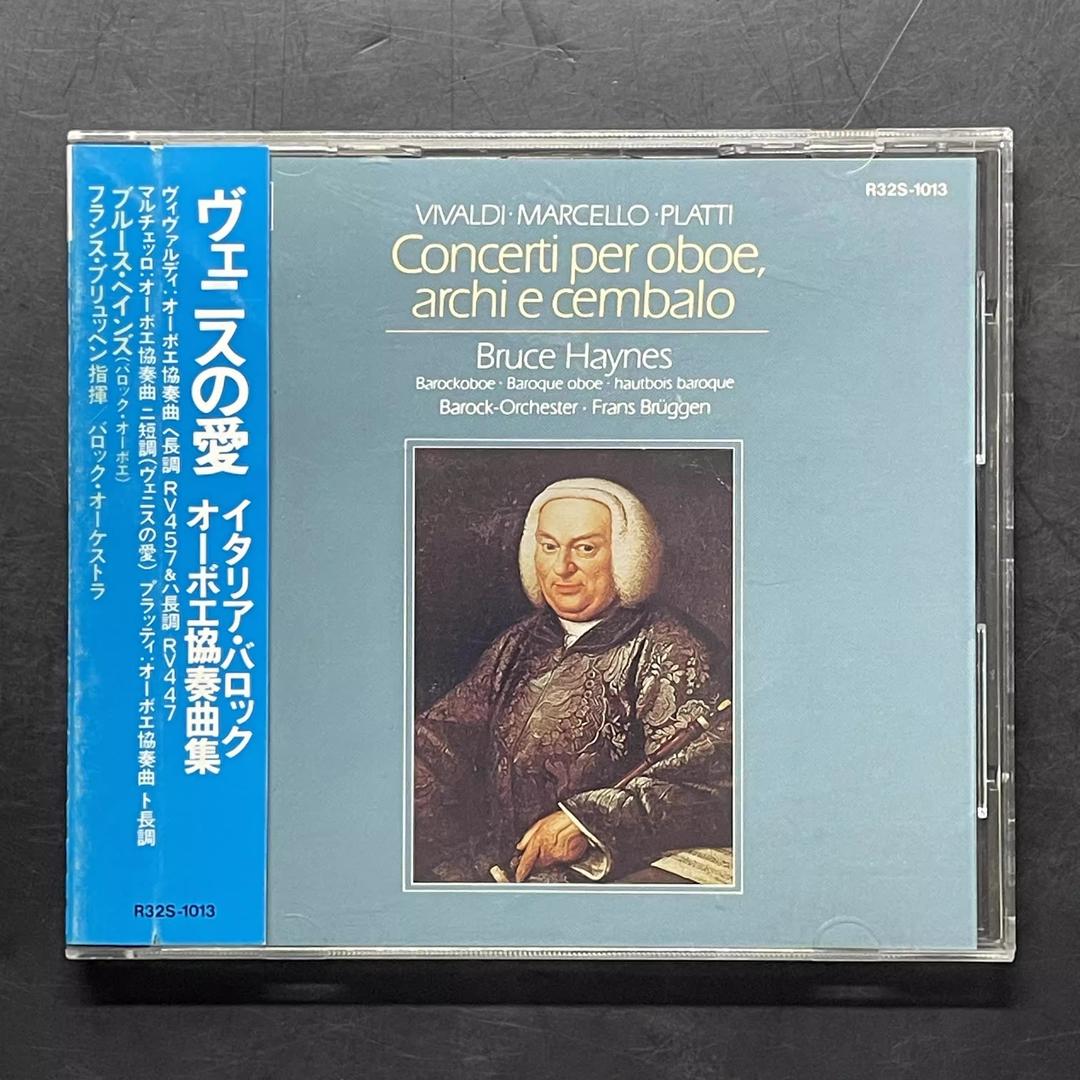 ヴェニスの愛
イタリア・バロック
オーボエ協奏曲集
ヴィヴァルディ:オーボエ協奏曲 ヘ長調 RV457&ハ長調 RV447
マルチェッロ:オーボエ協奏曲 ニ短調(ヴェニスの愛) プラッティ:オーボエ協奏曲 ト長調
ブルース・ヘインズ(バロック・オーボエ)
フランス・ブリュッヘン指揮/バロック・オーケストラ
R32S-1013
R32S-1013
VIVALDI·MARCELLO·PLATTI
Concerti per oboe,
archi e cembalo
Bruce Haynes
Barockoboe · Baroque oboe · hautbois baroque
Barock-Orchester · Frans Brüggen